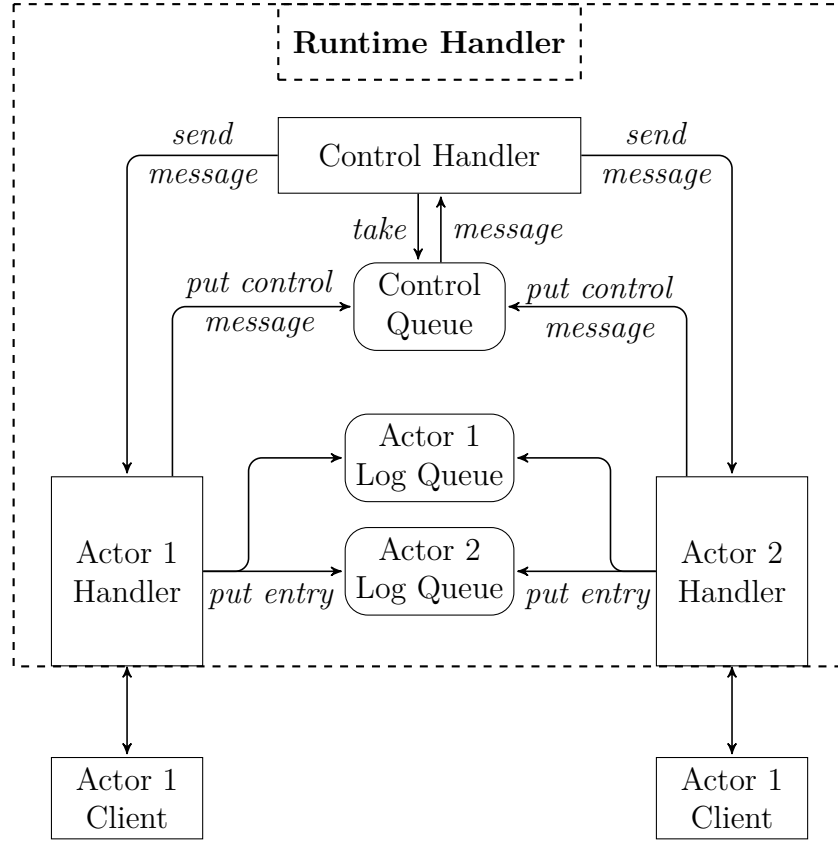 Runtime Handler
send
message
Control Handler
send
message
take
message
put control
message
Control
Queue
put control
message
Actor 1
Log Queue
Actor 1
Handler
put entry
Actor 2
Log Queue
put entry
Actor 2
Handler
Actor 1
Client
Actor 1
Client